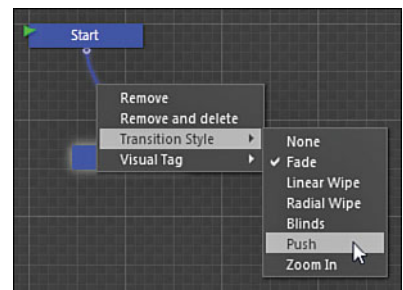 Start
Remove
Remove and delete
Transition Style
Visual Tag
None
Fade
Linear Wipe
Radial Wipe
Blinds
Push
Zoom In